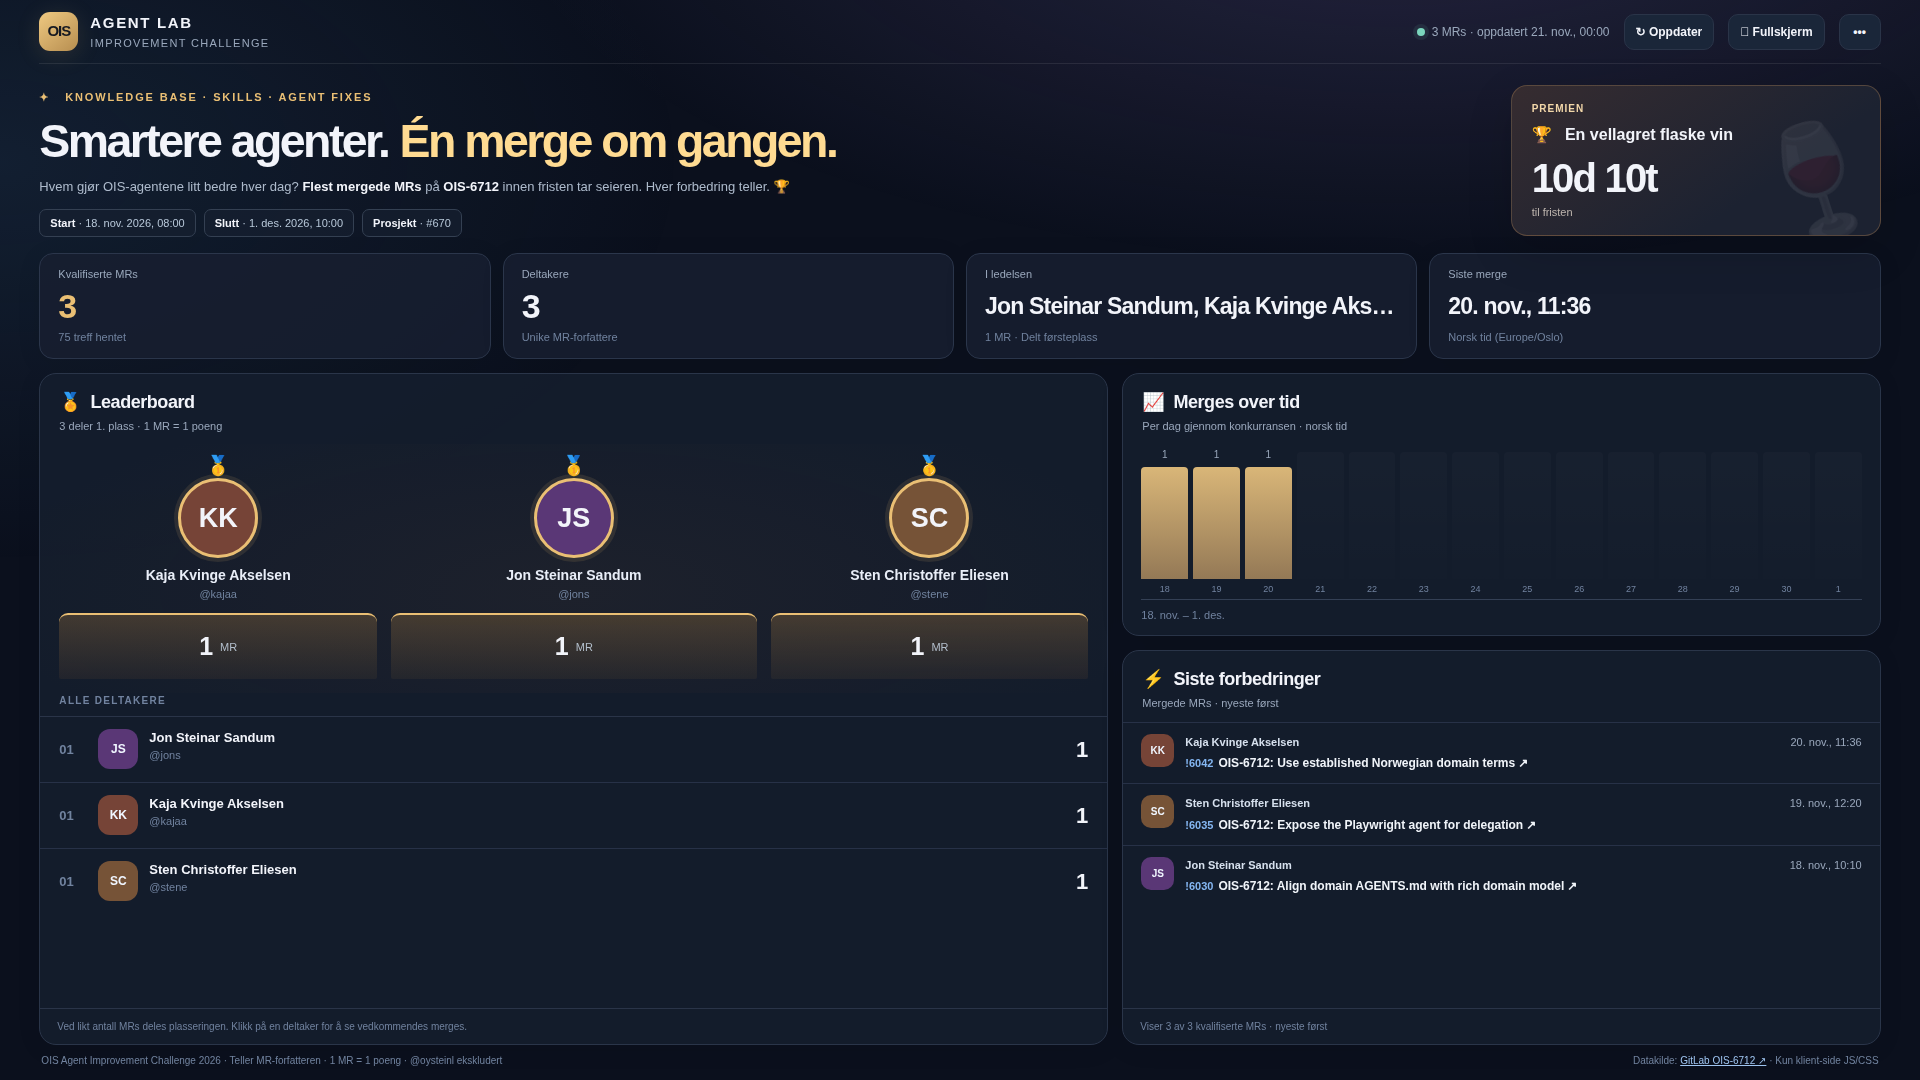 OIS
AGENT LAB
IMPROVEMENT CHALLENGE
3 MRs · oppdatert 21. nov., 00:00
↻ Oppdater
Fullskjerm
•••
✦ KNOWLEDGE BASE · SKILLS · AGENT FIXES
Smartere agenter. Én merge om gangen.
Hvem gjør OIS-agentene litt bedre hver dag? Flest mergede MRs på OIS-6712 innen fristen tar seieren. Hver forbedring teller. 🏆
Start · 18. nov. 2026, 08:00
Slutt · 1. des. 2026, 10:00
Prosjekt · #670
PREMIEN
🏆 En vellagret flaske vin
10d 10t
til fristen
Kvalifiserte MRs
3
75 treff hentet
Deltakere
3
Unike MR-forfattere
I ledelsen
Jon Steinar Sandum, Kaja Kvinge Aks…
1 MR · Delt førsteplass
Siste merge
20. nov., 11:36
Norsk tid (Europe/Oslo)
🏅 Leaderboard
3 deler 1. plass · 1 MR = 1 poeng
🥇
KK
Kaja Kvinge Akselsen
@kajaa
1 MR
🥇
JS
Jon Steinar Sandum
@jons
1 MR
🥇
SC
Sten Christoffer Eliesen
@stene
1 MR
ALLE DELTAKERE
01 JS Jon Steinar Sandum 1
@jons
01 KK Kaja Kvinge Akselsen 1
@kajaa
01 SC Sten Christoffer Eliesen 1
@stene
Ved likt antall MRs deles plasseringen. Klikk på en deltaker for å se vedkommendes merges.
📈 Merges over tid
Per dag gjennom konkurransen · norsk tid
1 1 1
18 19 20 21 22 23 24 25 26 27 28 29 30 1
18. nov. – 1. des.
⚡ Siste forbedringer
Mergede MRs · nyeste først
KK Kaja Kvinge Akselsen 20. nov., 11:36
!6042 OIS-6712: Use established Norwegian domain terms ↗
SC Sten Christoffer Eliesen 19. nov., 12:20
!6035 OIS-6712: Expose the Playwright agent for delegation ↗
JS Jon Steinar Sandum 18. nov., 10:10
!6030 OIS-6712: Align domain AGENTS.md with rich domain model ↗
Viser 3 av 3 kvalifiserte MRs · nyeste først
OIS Agent Improvement Challenge 2026 · Teller MR-forfatteren · 1 MR = 1 poeng · @oysteinl ekskludert
Datakilde: GitLab OIS-6712 ↗ · Kun klient-side JS/CSS